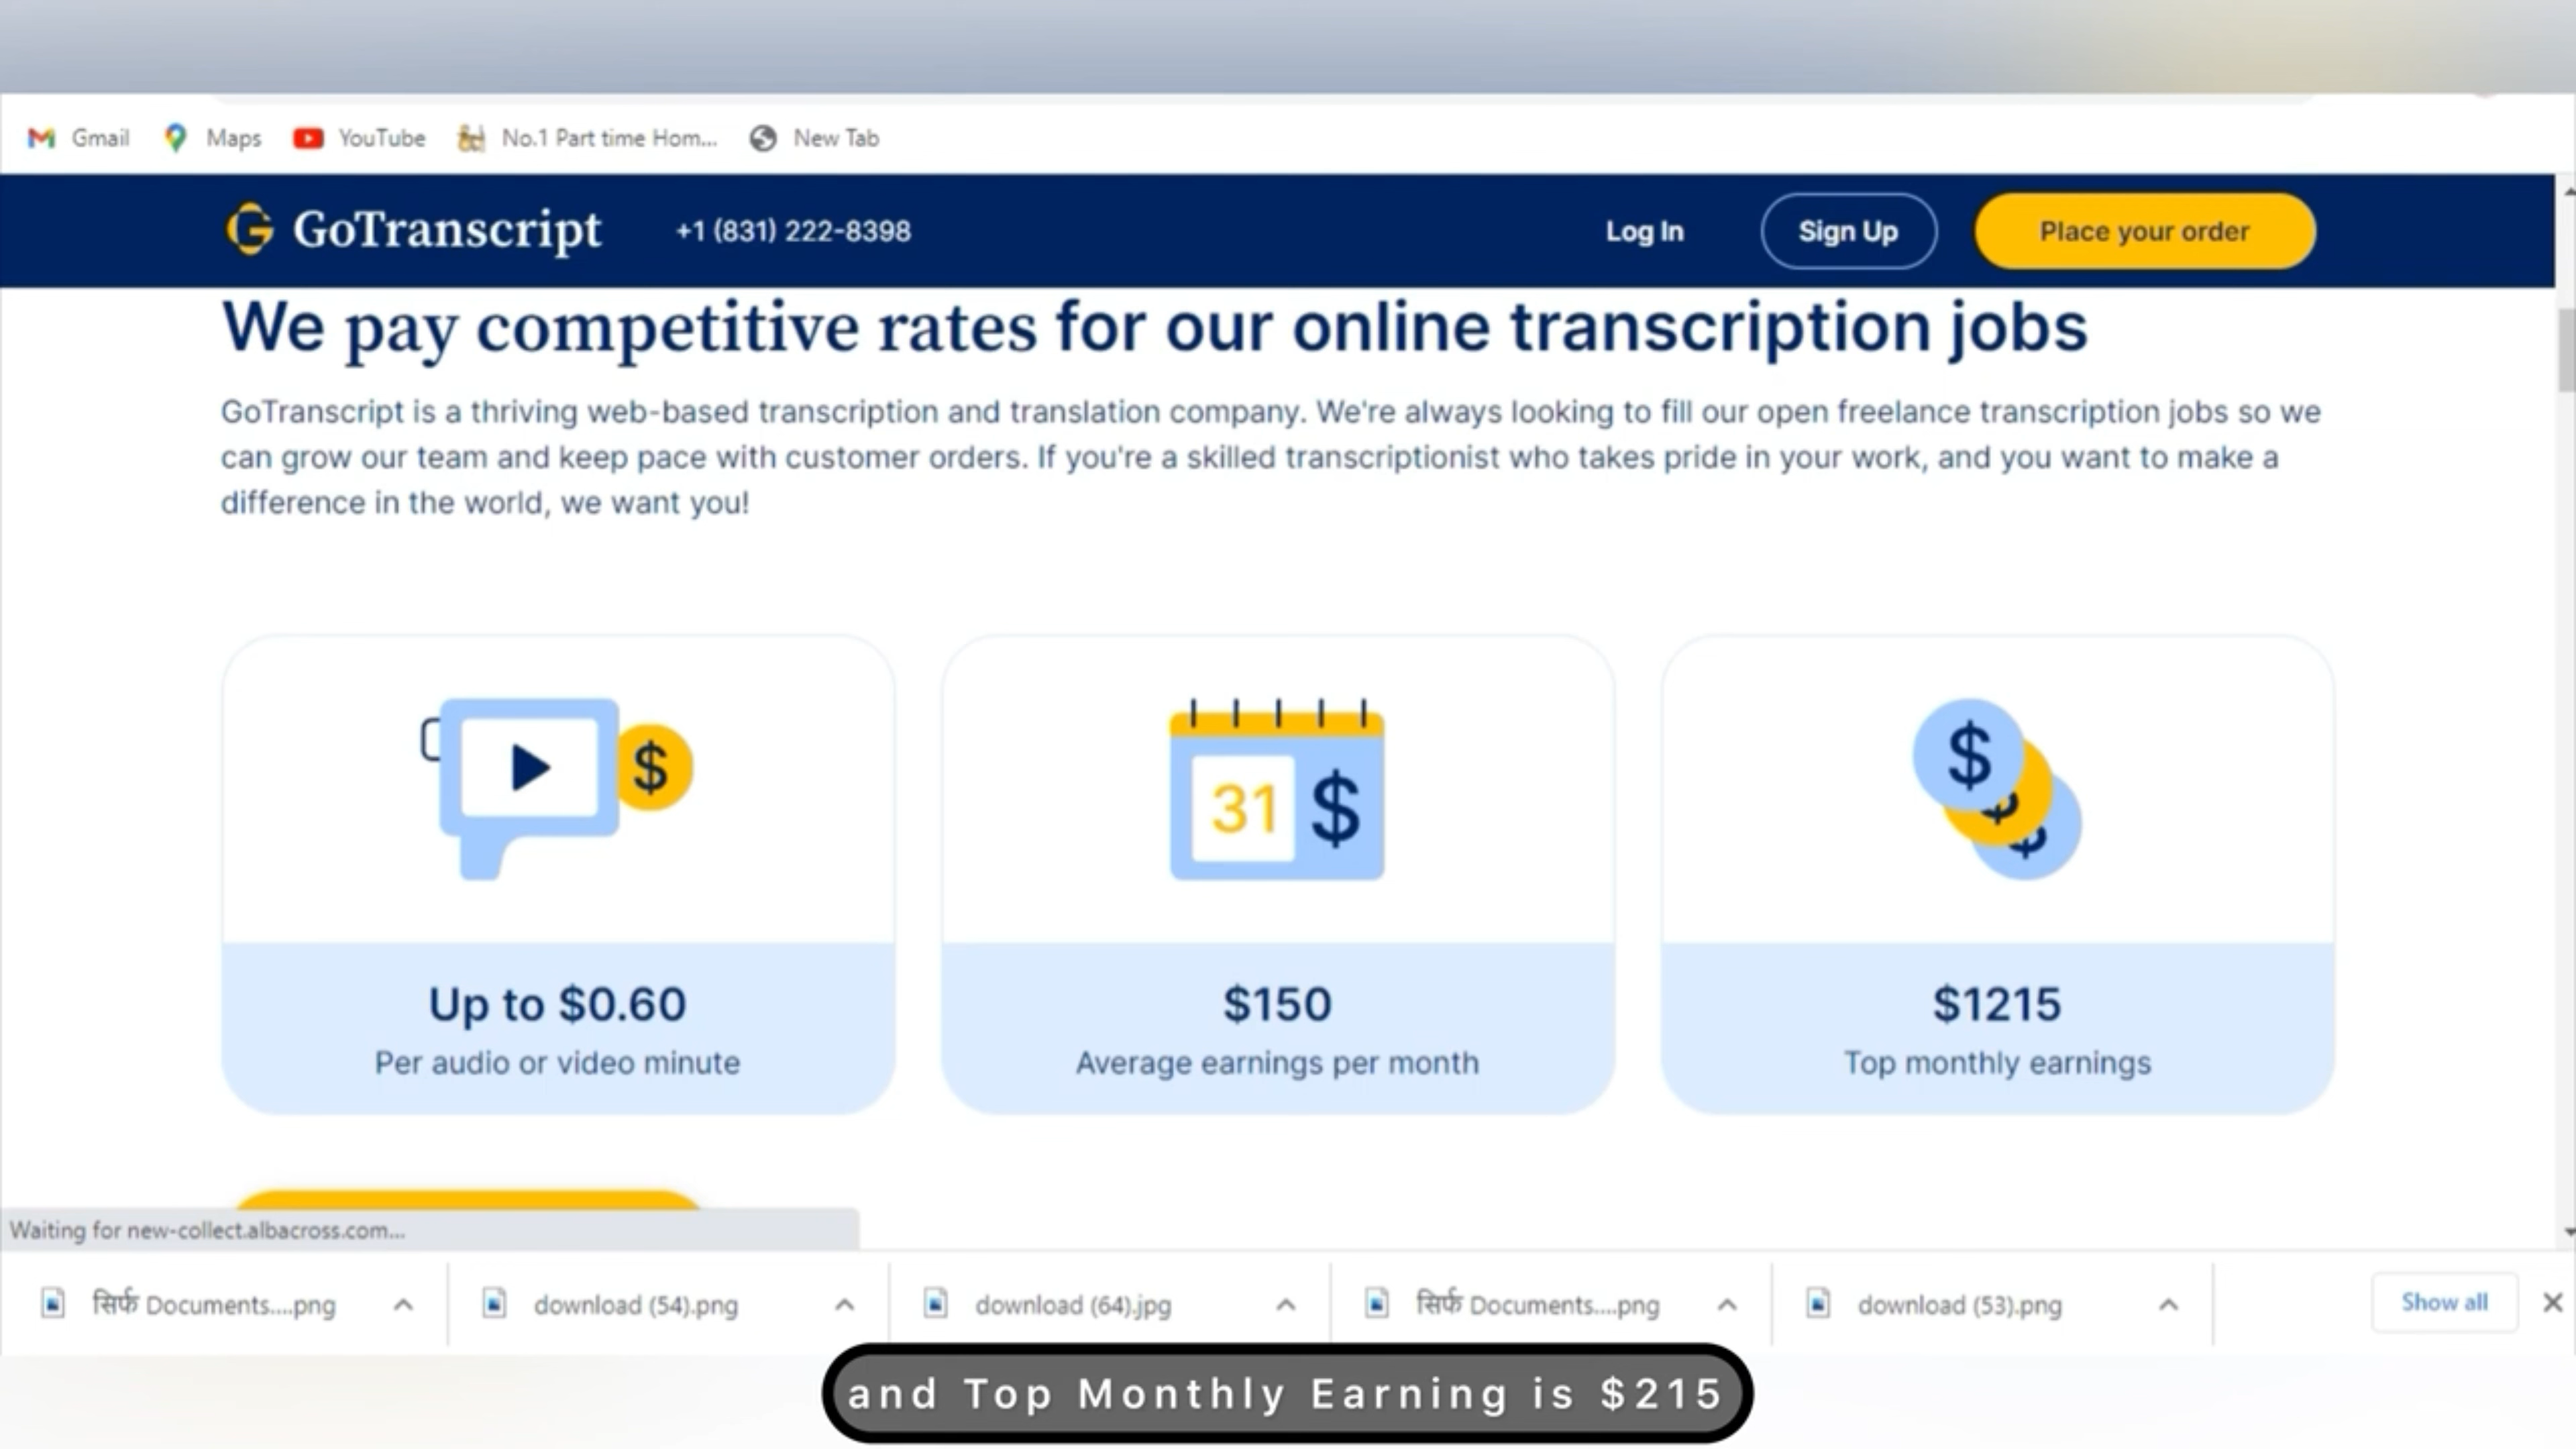 Gmail Maps YouTube No.1 Part time Hom... New Tab
GoTranscript +1 (831) 222-8398 Log In Sign Up Place your order
We pay competitive rates for our online transcription jobs
GoTranscript is a thriving web-based transcription and translation company. We're always looking to fill our open freelance transcription jobs so we
can grow our team and keep pace with customer orders. If you're a skilled transcriptionist who takes pride in your work, and you want to make a
difference in the world, we want you!
$
31 $
$ $ $
Up to $0.60
Per audio or video minute
$150
Average earnings per month
$1215
Top monthly earnings
Waiting for new-collect.albacross.com...
सिर्फ Documents....png download (54).png download (64).jpg सिर्फ Documents....png download (53).png Show all
and Top Monthly Earning is $215